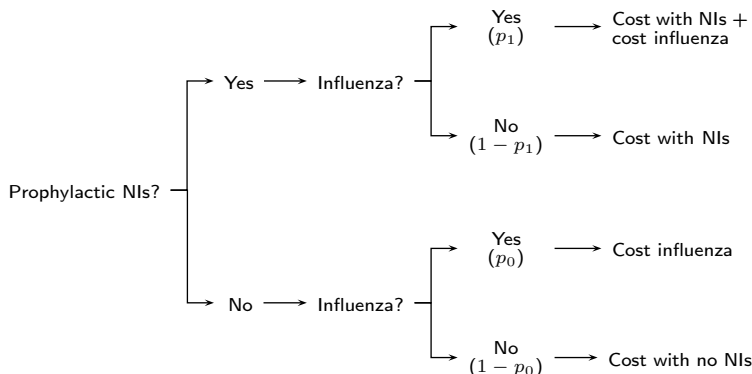 Yes
(p₁)
Cost with NIs +
cost influenza
Yes
Influenza?
No
(1 − p₁)
Cost with NIs
Prophylactic NIs?
Yes
(p₀)
Cost influenza
No
Influenza?
No
(1 − p₀)
Cost with no NIs